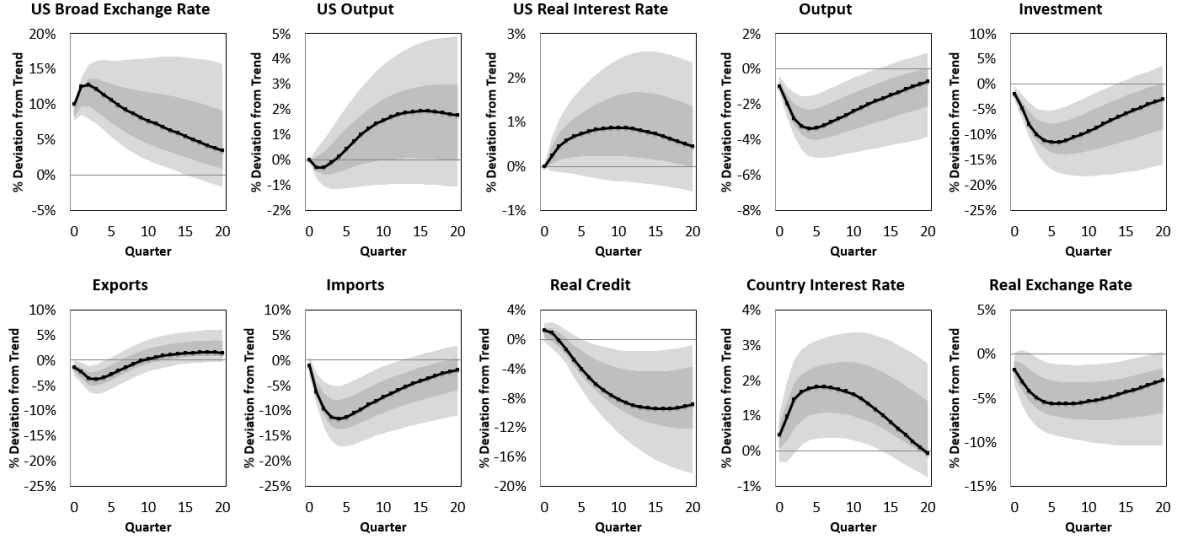 US Broad Exchange Rate
% Deviation from Trend
20%
15%
10%
5%
0%
-5%
0 5 10 15 20
Quarter
US Output
% Deviation from Trend
5%
4%
3%
2%
1%
0%
-1%
-2%
0 5 10 15 20
Quarter
US Real Interest Rate
% Deviation from Trend
3%
2%
1%
0%
-1%
0 5 10 15 20
Quarter
Output
% Deviation from Trend
2%
0%
-2%
-4%
-6%
-8%
0 5 10 15 20
Quarter
Investment
% Deviation from Trend
10%
5%
0%
-5%
-10%
-15%
-20%
-25%
0 5 10 15 20
Quarter
Exports
% Deviation from Trend
10%
5%
0%
-5%
-10%
-15%
-20%
-25%
0 5 10 15 20
Quarter
Imports
% Deviation from Trend
10%
5%
0%
-5%
-10%
-15%
-20%
-25%
0 5 10 15 20
Quarter
Real Credit
% Deviation from Trend
4%
0%
-4%
-8%
-12%
-16%
-20%
0 5 10 15 20
Quarter
Country Interest Rate
% Deviation from Trend
4%
3%
2%
1%
0%
-1%
0 5 10 15 20
Quarter
Real Exchange Rate
% Deviation from Trend
5%
0%
-5%
-10%
-15%
0 5 10 15 20
Quarter